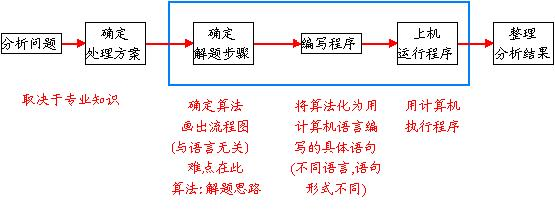 分析问题
确定
处理方案
确定
解题步骤
编写程序
上机
运行程序
整理
分析结果
取决于专业知识
确定算法
画出流程图
(与语言无关)
难点在此
算法:解题思路
将算法化为用
计算机语言编
写的具体语句
(不同语言,语句
形式不同)
用计算机
执行程序